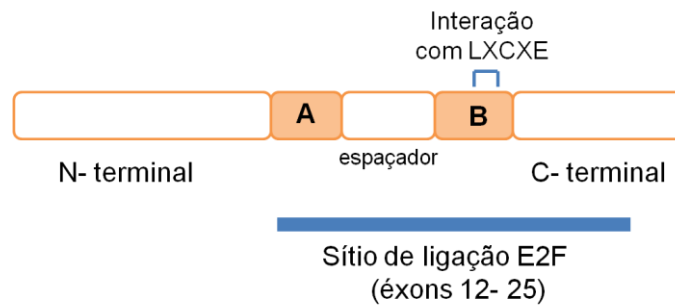 Interação
com LXCXE
A
B
espaçador
N- terminal
C- terminal
Sítio de ligação E2F
(éxons 12- 25)